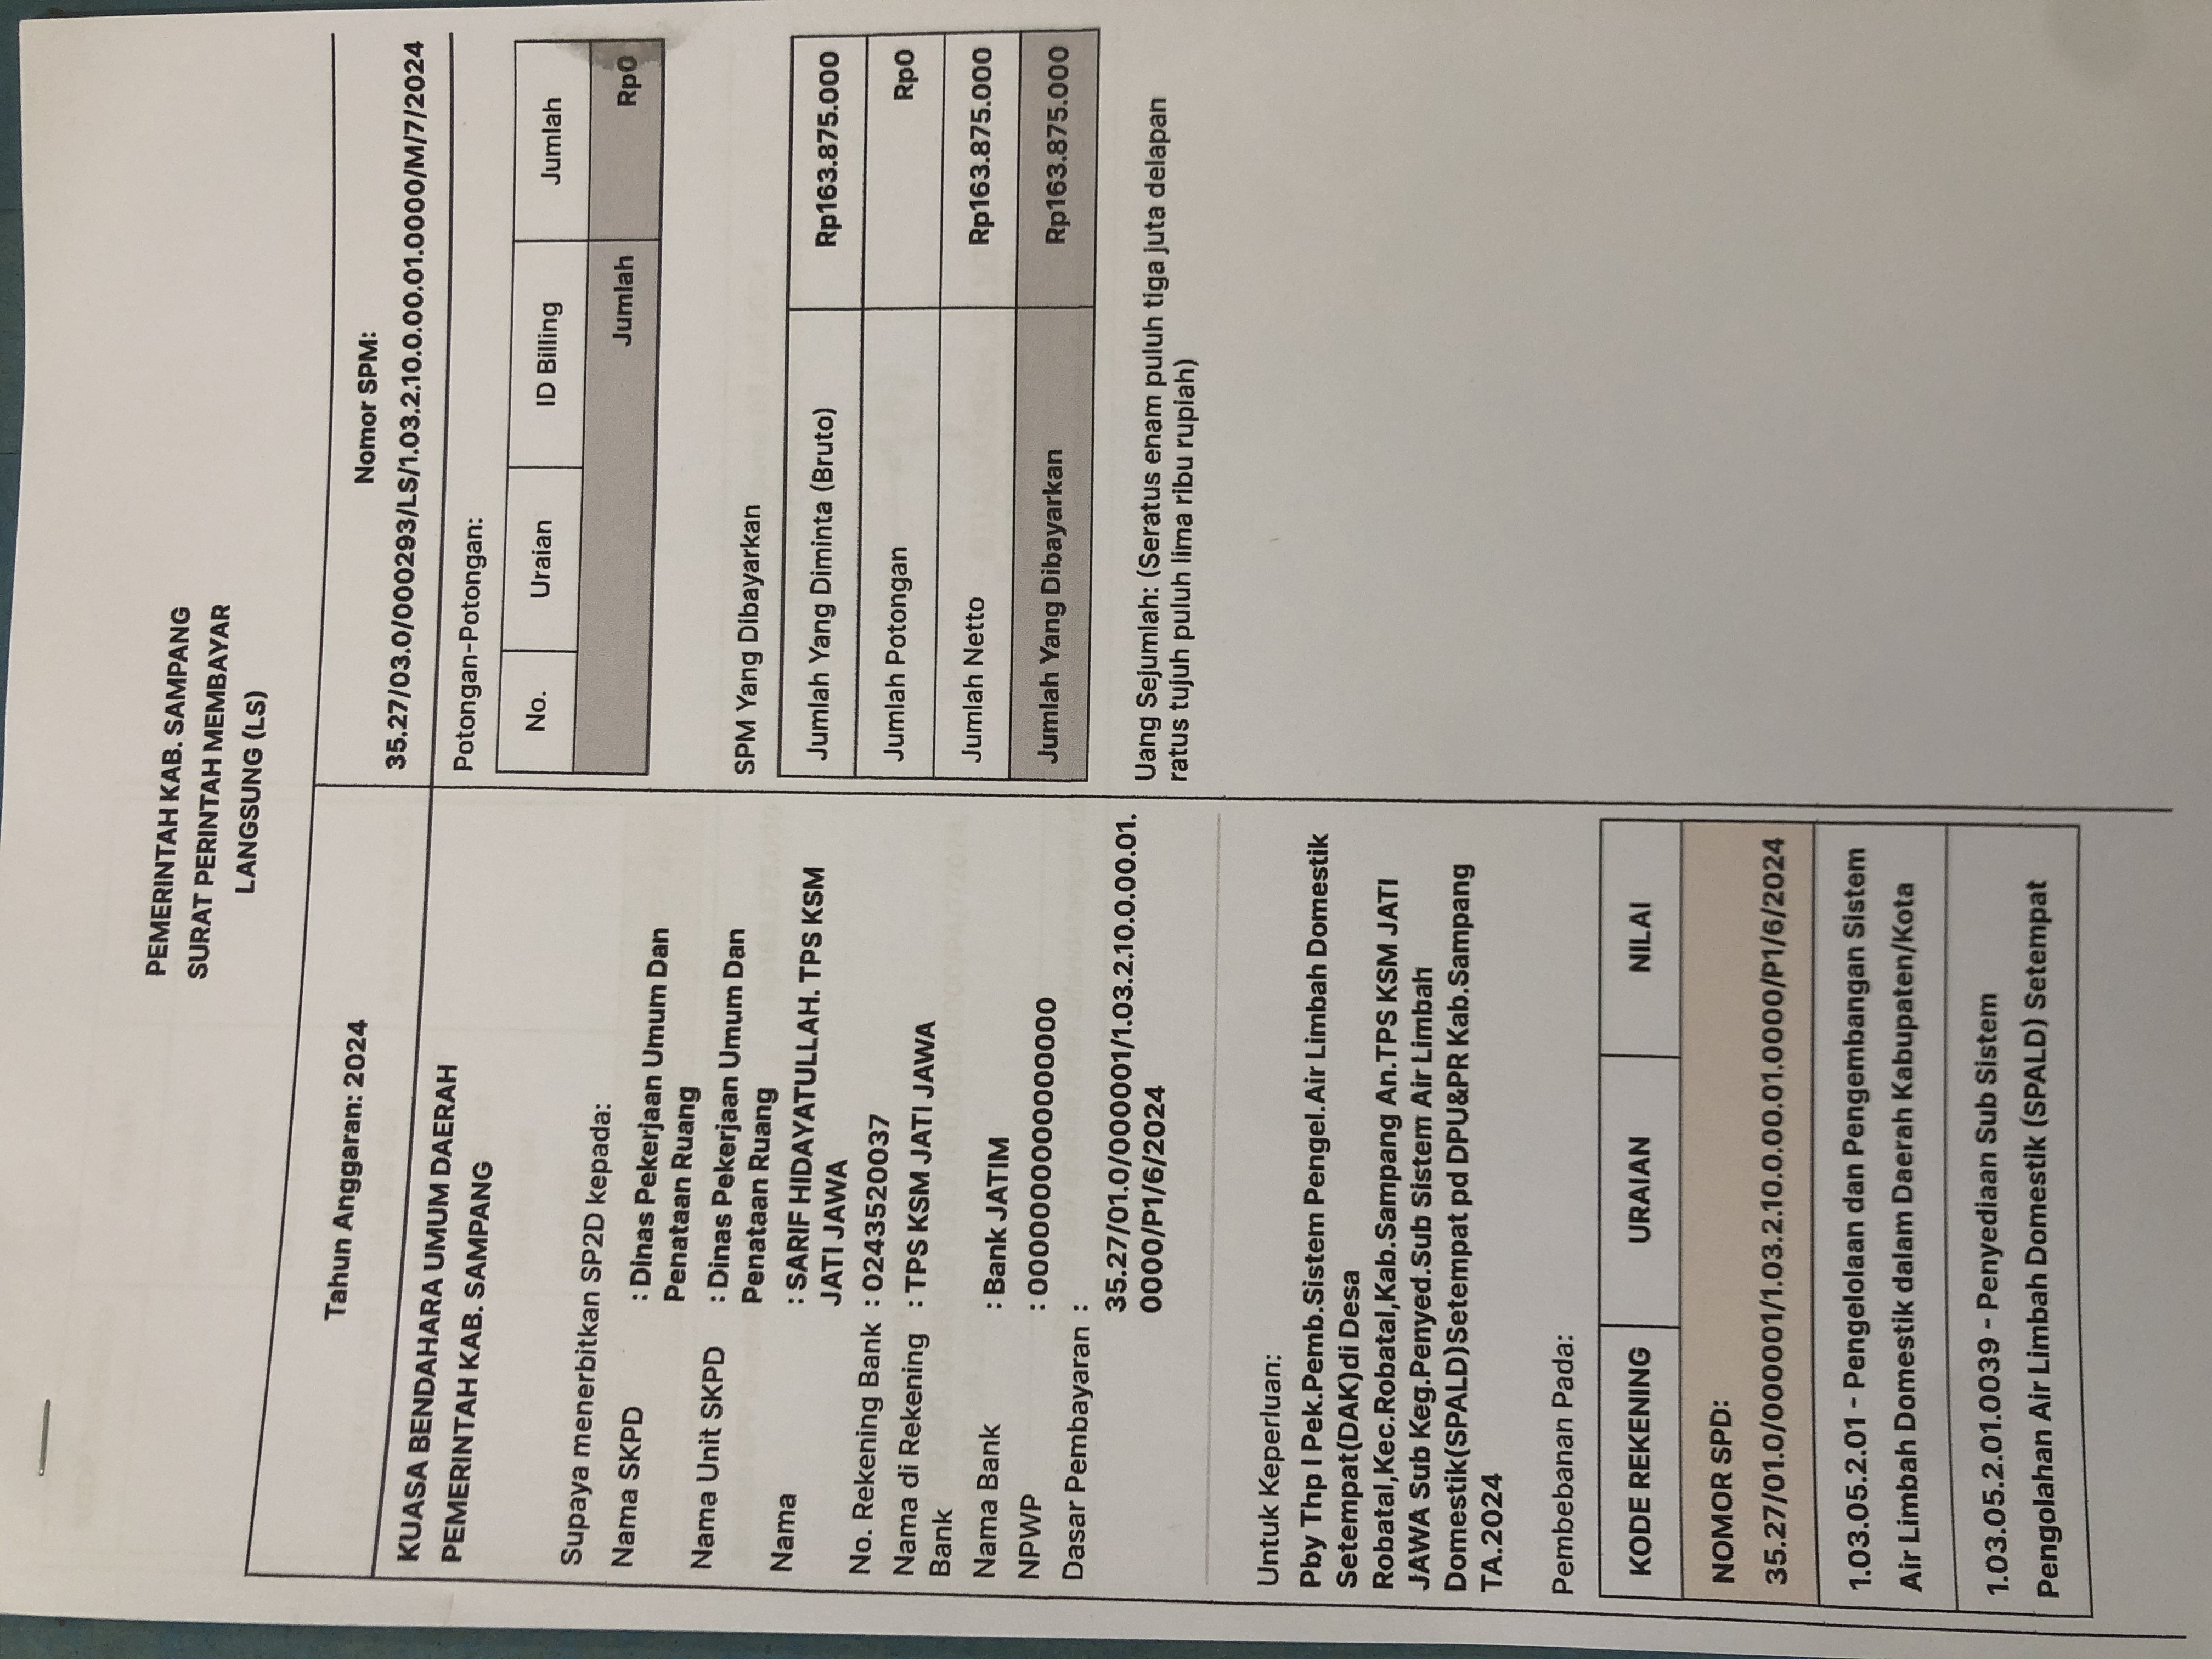 PEMERINTAH KAB. SAMPANG
SURAT PERINTAH MEMBAYAR
LANGSUNG (LS)
Tahun Anggaran: 2024
Nomor SPM:
35.27/03.0/000293/LS/1.03.2.10.0.00.01.0000/M/7/2024
KUASA BENDAHARA UMUM DAERAH
PEMERINTAH KAB. SAMPANG
Supaya menerbitkan SP2D kepada:
Nama SKPD : Dinas Pekerjaan Umum Dan
Penataan Ruang
Nama Unit SKPD : Dinas Pekerjaan Umum Dan
Penataan Ruang
Nama : SARIF HIDAYATULLAH. TPS KSM
JATI JAWA
No. Rekening Bank : 0243520037
Nama di Rekening : TPS KSM JATI JAWA
Bank
Nama Bank : Bank JATIM
NPWP : 0000000000000000
Dasar Pembayaran :
35.27/01.0/000001/1.03.2.10.0.00.01.
0000/P1/6/2024
Untuk Keperluan:
Pby Thp I Pek.Pemb.Sistem Pengel.Air Limbah Domestik
Setempat(DAK)di Desa
Robatal,Kec.Robatal,Kab.Sampang An.TPS KSM JATI
JAWA Sub Keg.Penyed.Sub Sistem Air Limbah
Domestik(SPALD)Setempat pd DPU&PR Kab.Sampang
TA.2024
Pembebanan Pada:
KODE REKENING URAIAN NILAI
NOMOR SPD:
35.27/01.0/000001/1.03.2.10.0.00.01.0000/P1/6/2024
1.03.05.2.01 - Pengelolaan dan Pengembangan Sistem
Air Limbah Domestik dalam Daerah Kabupaten/Kota
1.03.05.2.01.0039 - Penyediaan Sub Sistem
Pengolahan Air Limbah Domestik (SPALD) Setempat
Potongan-Potongan:
No. Uraian ID Billing Jumlah
Jumlah Rp0
SPM Yang Dibayarkan
Jumlah Yang Diminta (Bruto) Rp163.875.000
Jumlah Potongan Rp0
Jumlah Netto Rp163.875.000
Jumlah Yang Dibayarkan Rp163.875.000
Uang Sejumlah: (Seratus enam puluh tiga juta delapan
ratus tujuh puluh lima ribu rupiah)